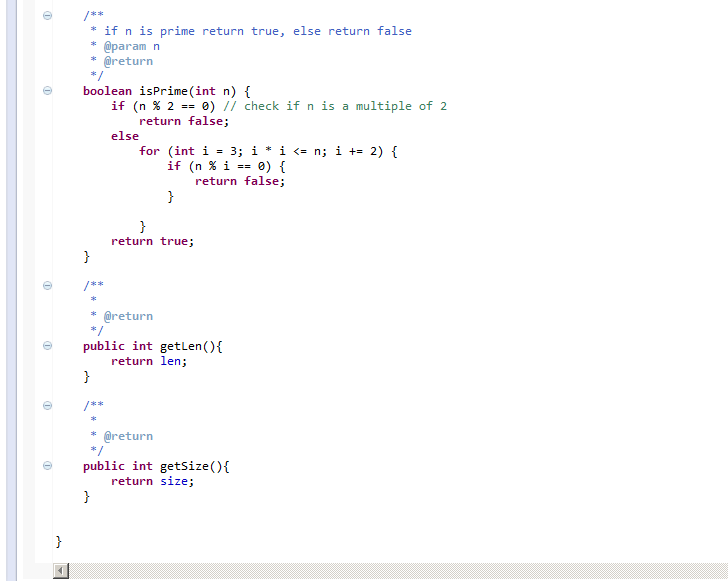 /**
 * if n is prime return true, else return false
 * @param n
 * @return
 */
boolean isPrime(int n) {
    if (n % 2 == 0) // check if n is a multiple of 2
        return false;
    else
        for (int i = 3; i * i <= n; i += 2) {
            if (n % i == 0) {
                return false;
            }
        }
    return true;
}
/**
 *
 * @return
 */
public int getLen(){
    return len;
}
/**
 *
 * @return
 */
public int getSize(){
    return size;
}
}